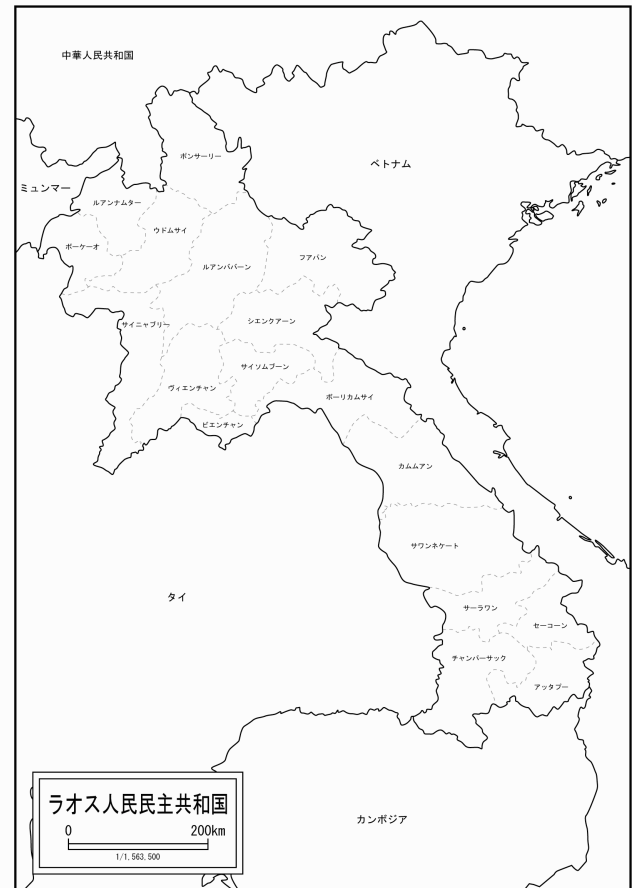 中華人民共和国
ポンサーリー
ベトナム
ミュンマー
ルアンナムター
ウドムサイ
ボーケーオ
ルアンパバーン
フアパン
サイニャブリー
シエンクアーン
サイソムブーン
ヴィエンチャン
ボーリカムサイ
ビエンチャン
カムムアン
サワンネケート
タイ
サーラワン
セーコーン
チャンパーサック
アッタプー
ラオス人民民主共和国
0 200km
1/1,563,500
カンボジア